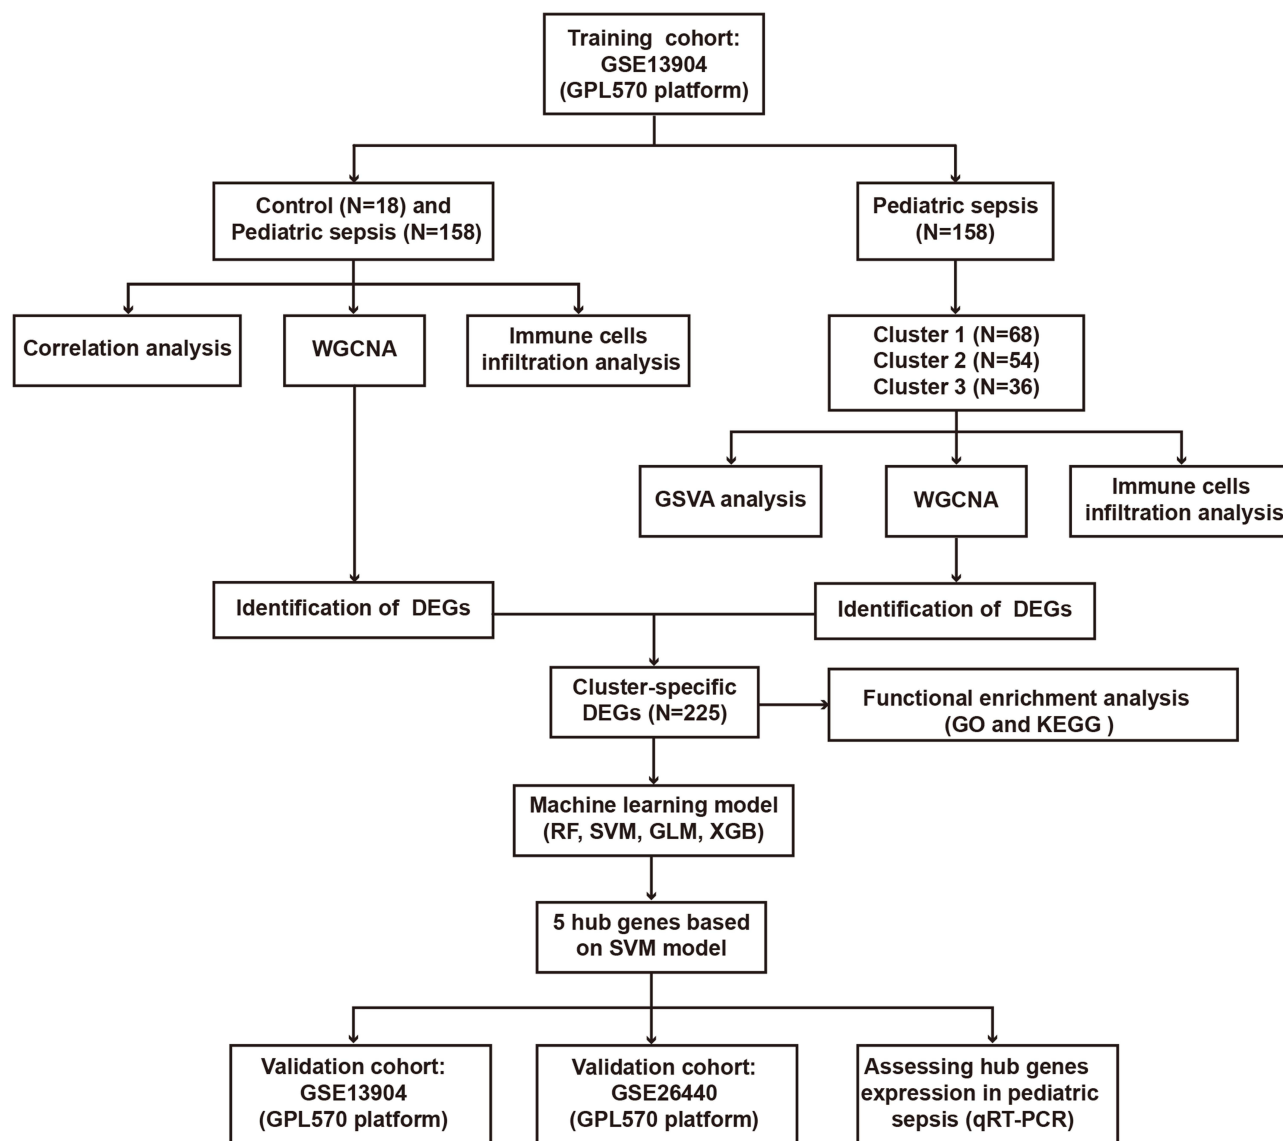 Training cohort:
GSE13904
(GPL570 platform)
Control (N=18) and
Pediatric sepsis (N=158)
Pediatric sepsis
(N=158)
Correlation analysis
WGCNA
Immune cells
infiltration analysis
Cluster 1 (N=68)
Cluster 2 (N=54)
Cluster 3 (N=36)
GSVA analysis
WGCNA
Immune cells
infiltration analysis
Identification of DEGs
Identification of DEGs
Cluster-specific
DEGs (N=225)
Functional enrichment analysis
(GO and KEGG )
Machine learning model
(RF, SVM, GLM, XGB)
5 hub genes based
on SVM model
Validation cohort:
GSE13904
(GPL570 platform)
Validation cohort:
GSE26440
(GPL570 platform)
Assessing hub genes
expression in pediatric
sepsis (qRT-PCR)